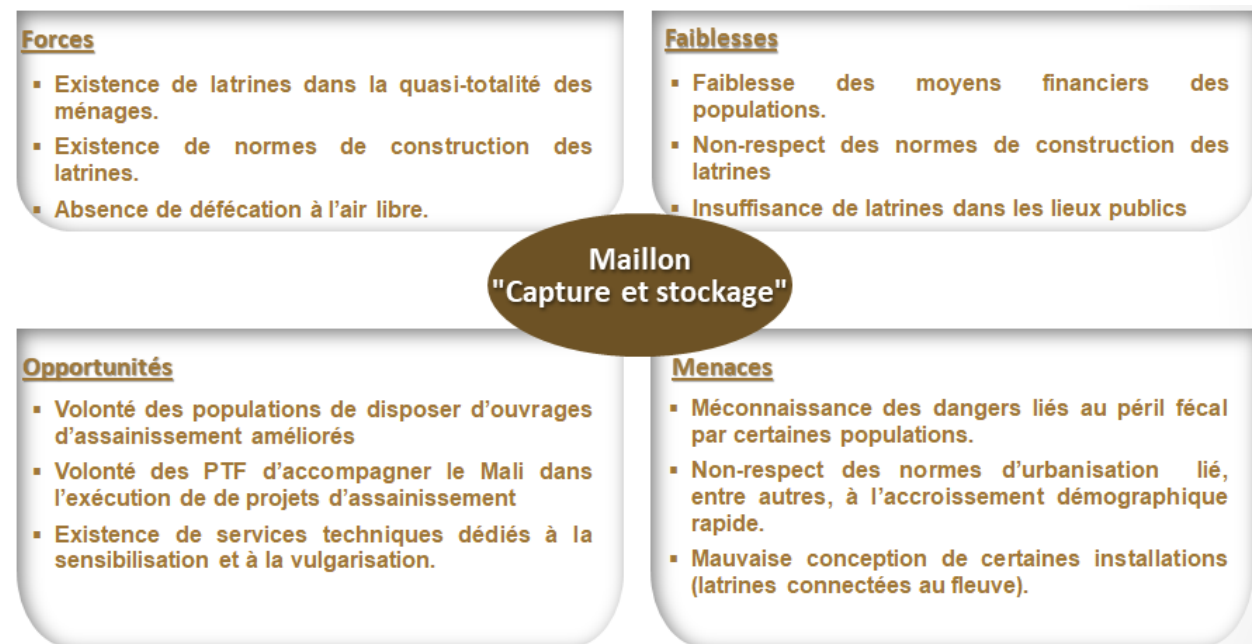 Forces
▪ Existence de latrines dans la quasi-totalité des
ménages.
▪ Existence de normes de construction des
latrines.
▪ Absence de défécation à l'air libre.
Faiblesses
▪ Faiblesse des moyens financiers des
populations.
▪ Non-respect des normes de construction des
latrines
▪ Insuffisance de latrines dans les lieux publics
Maillon
"Capture et stockage"
Opportunités
▪ Volonté des populations de disposer d'ouvrages
d'assainissement améliorés
▪ Volonté des PTF d'accompagner le Mali dans
l'exécution de de projets d'assainissement
▪ Existence de services techniques dédiés à la
sensibilisation et à la vulgarisation.
Menaces
▪ Méconnaissance des dangers liés au péril fécal
par certaines populations.
▪ Non-respect des normes d'urbanisation lié,
entre autres, à l'accroissement démographique
rapide.
▪ Mauvaise conception de certaines installations
(latrines connectées au fleuve).